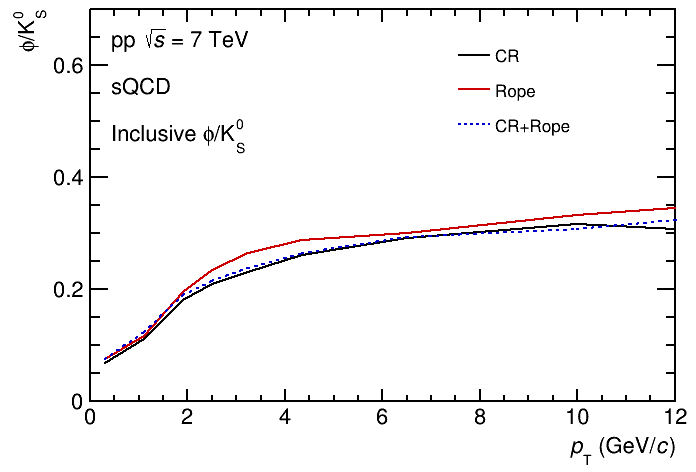 φ/K⁰_S
pp √s = 7 TeV
sQCD
Inclusive φ/K⁰_S
CR
Rope
CR+Rope
0.6
0.4
0.2
0
0 2 4 6 8 10 12
p_T (GeV/c)